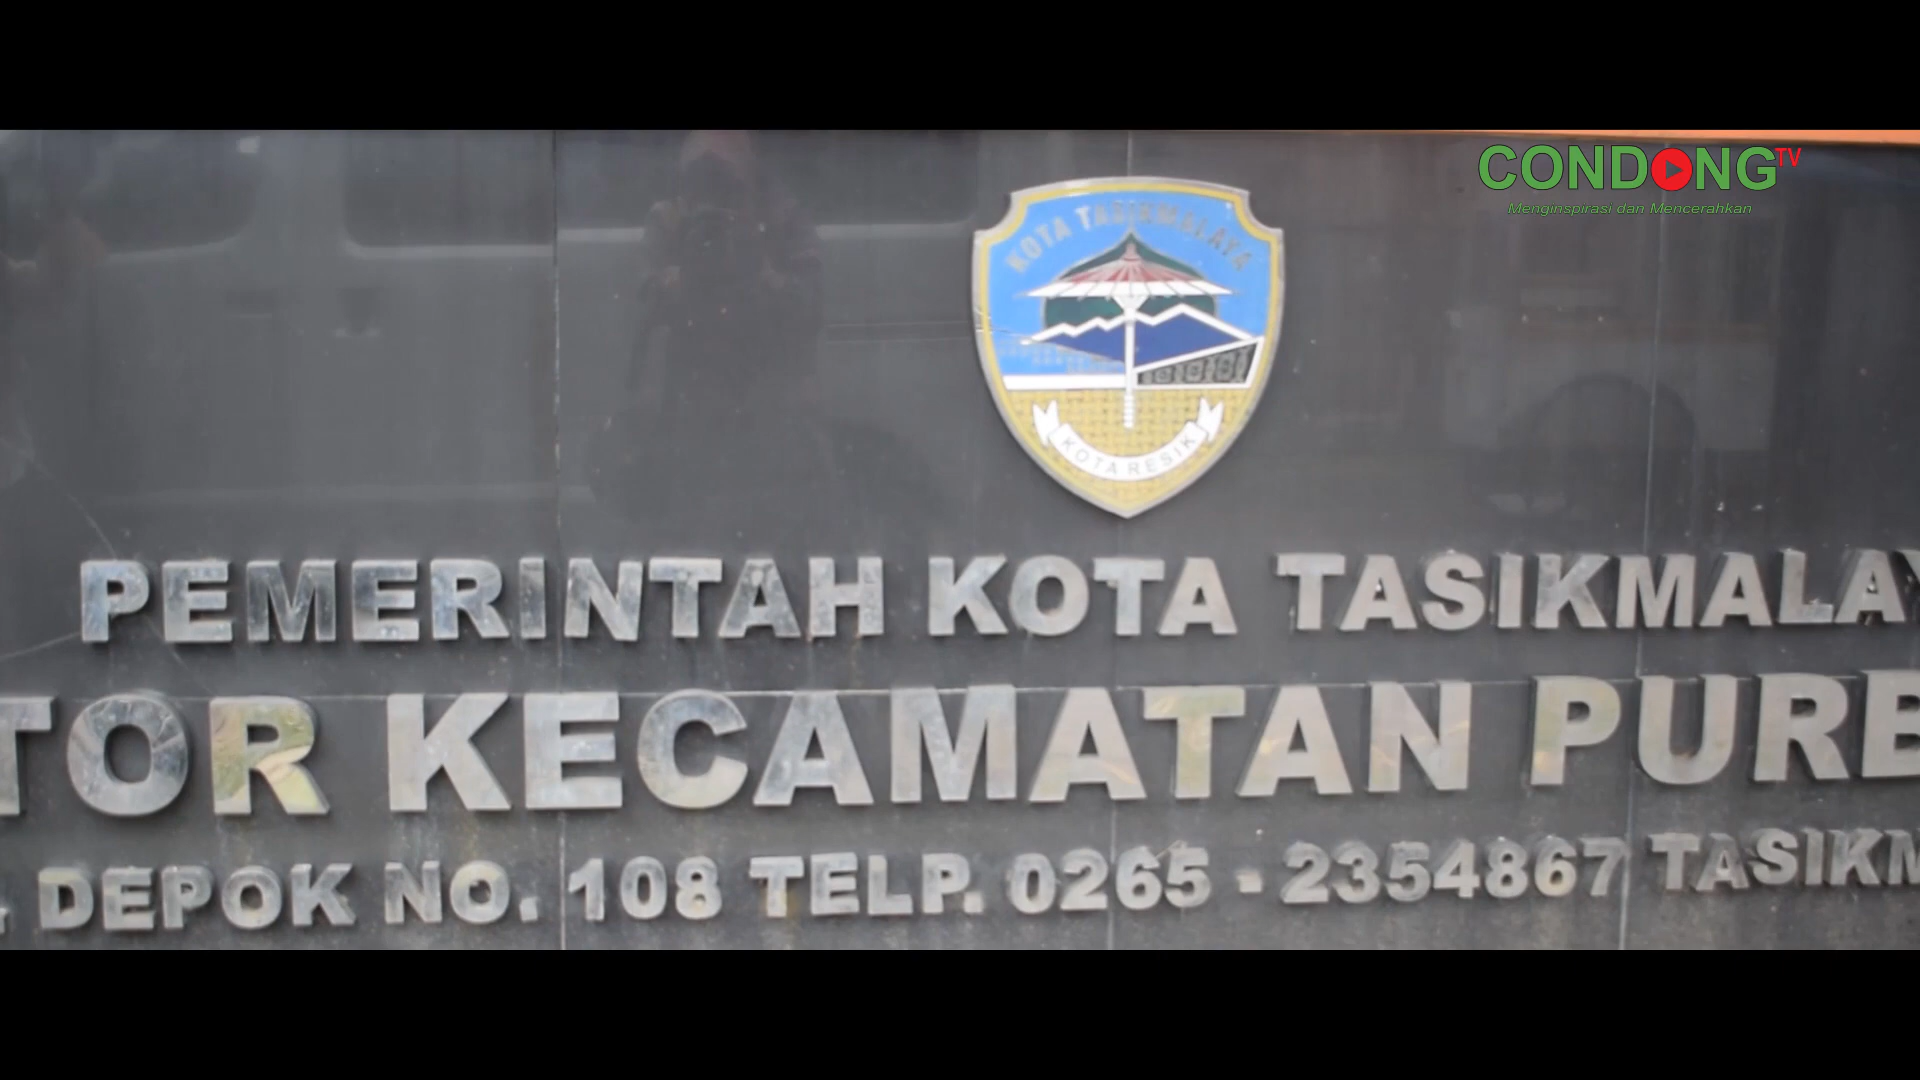 CONDONG TV
Menginspirasi dan Mencerahkan
KOTA TASIKMALAYA
KOTA RESIK
PEMERINTAH KOTA TASIKMALAY
TOR KECAMATAN PURB
. DEPOK NO. 108 TELP. 0265 - 2354867 TASIKM